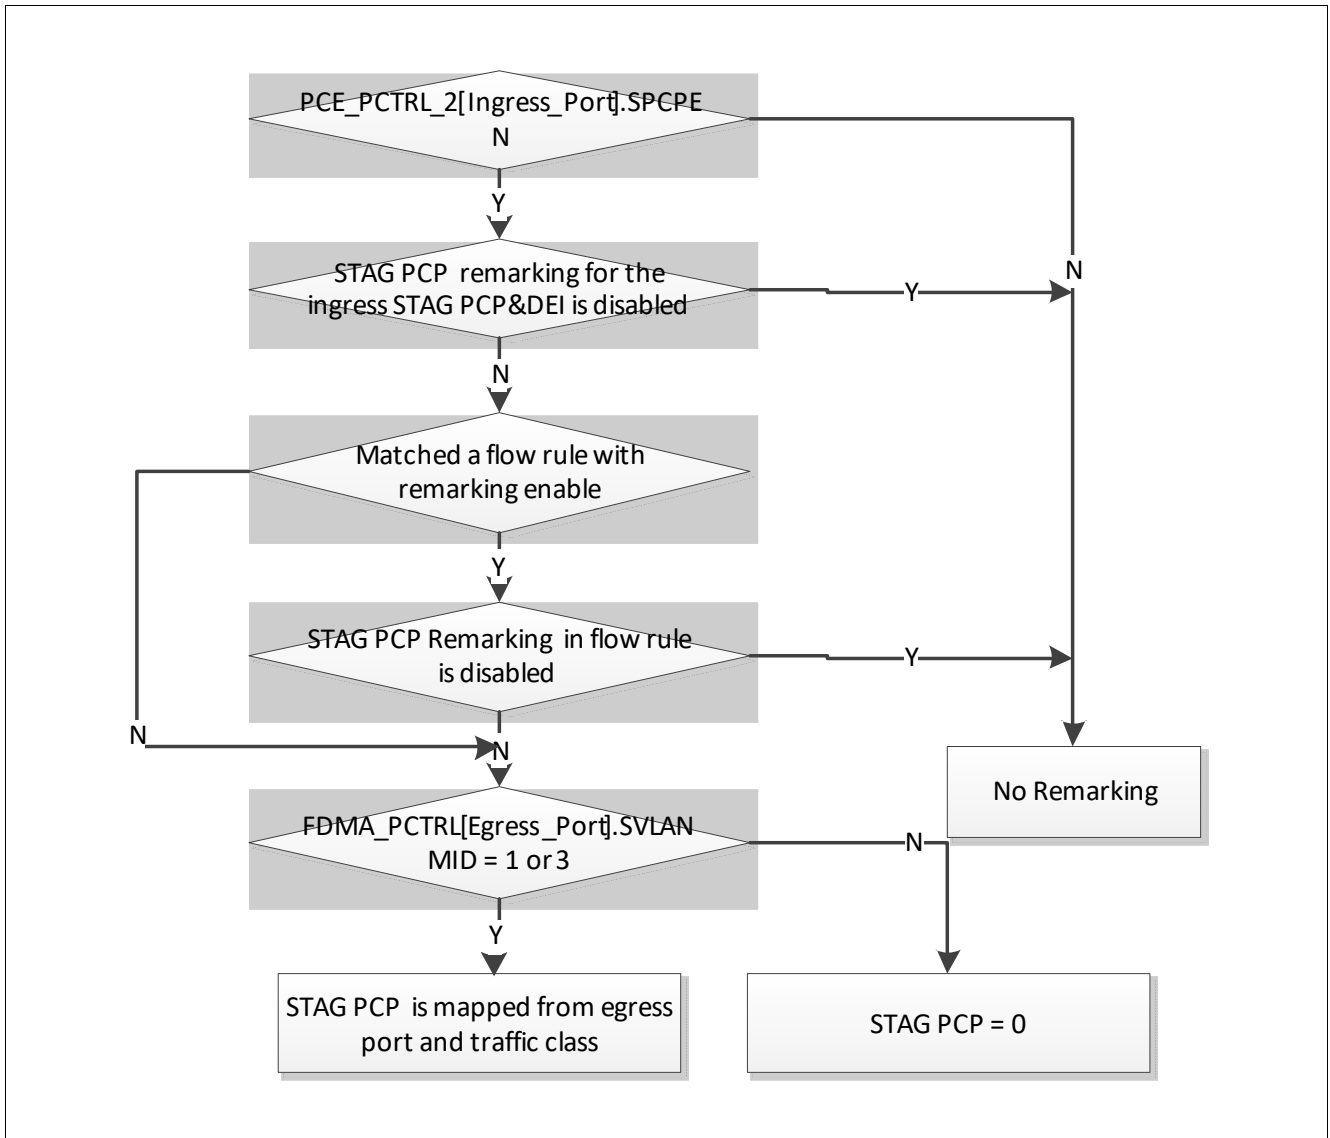 PCE_PCTRL_2[Ingress_Port].SPCPE
N
Y
STAG PCP remarking for the
ingress STAG PCP&DEI is disabled
Y
N
N
Matched a flow rule with
remarking enable
Y
STAG PCP Remarking in flow rule
is disabled
Y
N
N
No Remarking
FDMA_PCTRL[Egress_Port].SVLAN
MID = 1 or 3
N
Y
STAG PCP is mapped from egress
port and traffic class
STAG PCP = 0